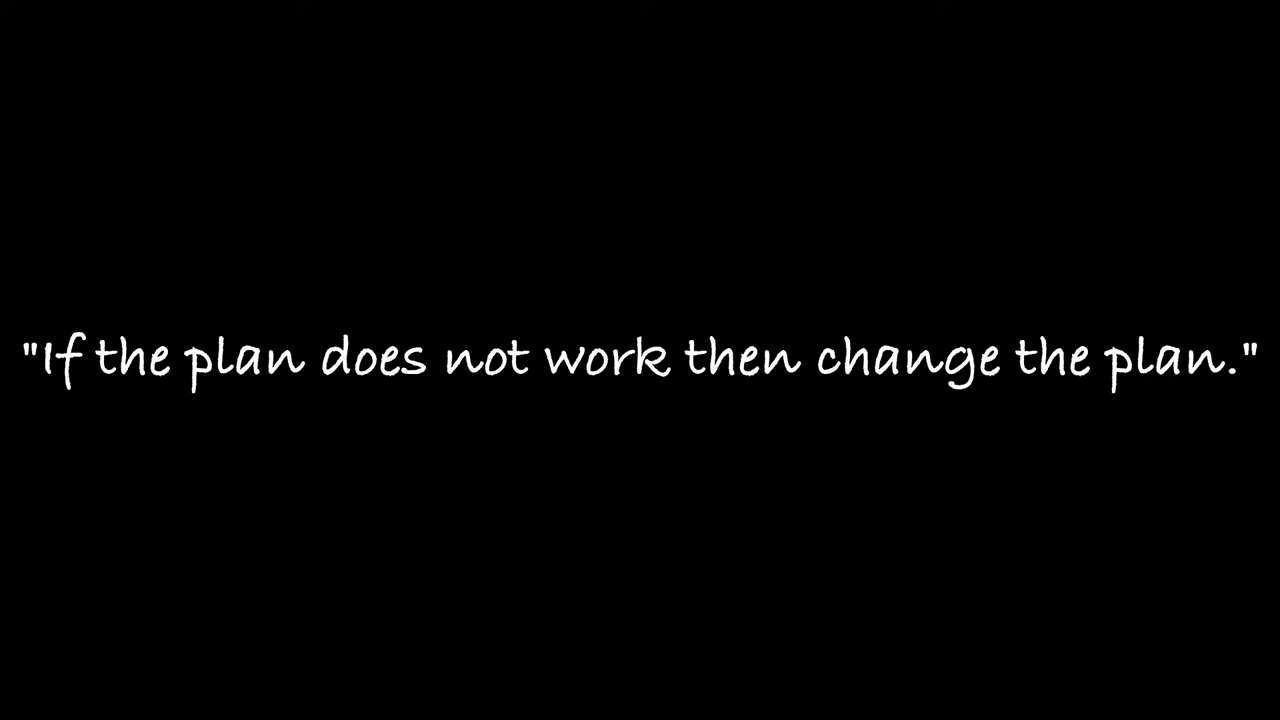 "If the plan does not work then change the plan."